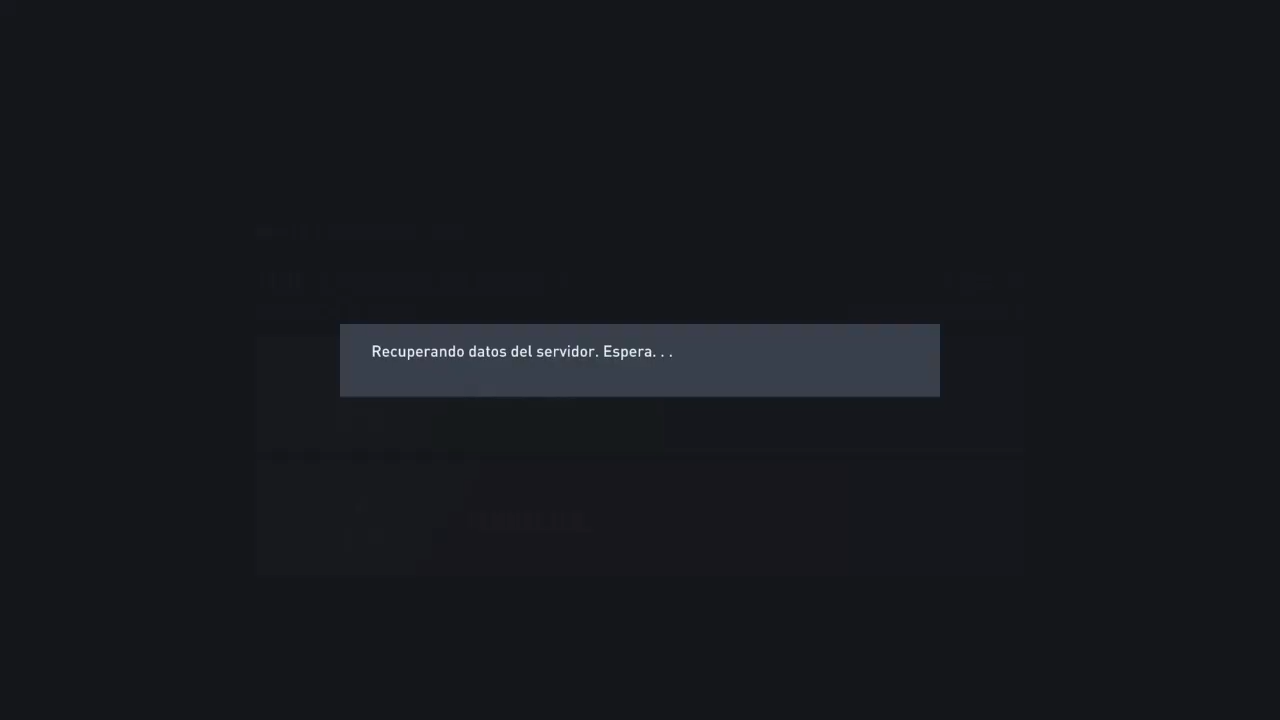 Recuperando datos del servidor. Espera. . .